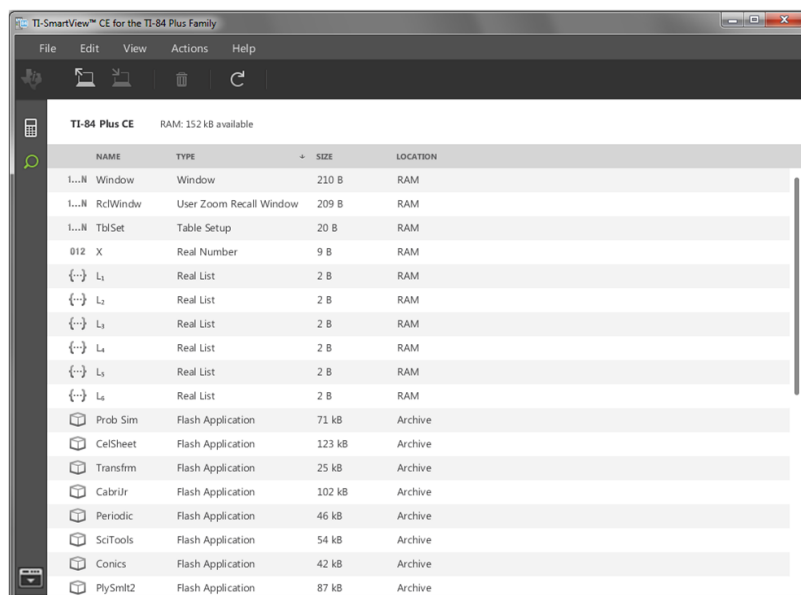 TI-SmartView™ CE for the TI-84 Plus Family
File Edit View Actions Help
TI-84 Plus CE RAM: 152 kB available
NAME TYPE SIZE LOCATION
1...N Window Window 210 B RAM
1...N RclWindw User Zoom Recall Window 209 B RAM
1...N TblSet Table Setup 20 B RAM
012 X Real Number 9 B RAM
{...} L₁ Real List 2 B RAM
{...} L₂ Real List 2 B RAM
{...} L₃ Real List 2 B RAM
{...} L₄ Real List 2 B RAM
{...} L₅ Real List 2 B RAM
{...} L₆ Real List 2 B RAM
Prob Sim Flash Application 71 kB Archive
CelSheet Flash Application 123 kB Archive
Transfrm Flash Application 25 kB Archive
CabriJr Flash Application 102 kB Archive
Periodic Flash Application 46 kB Archive
SciTools Flash Application 54 kB Archive
Conics Flash Application 42 kB Archive
PlySmlt2 Flash Application 87 kB Archive